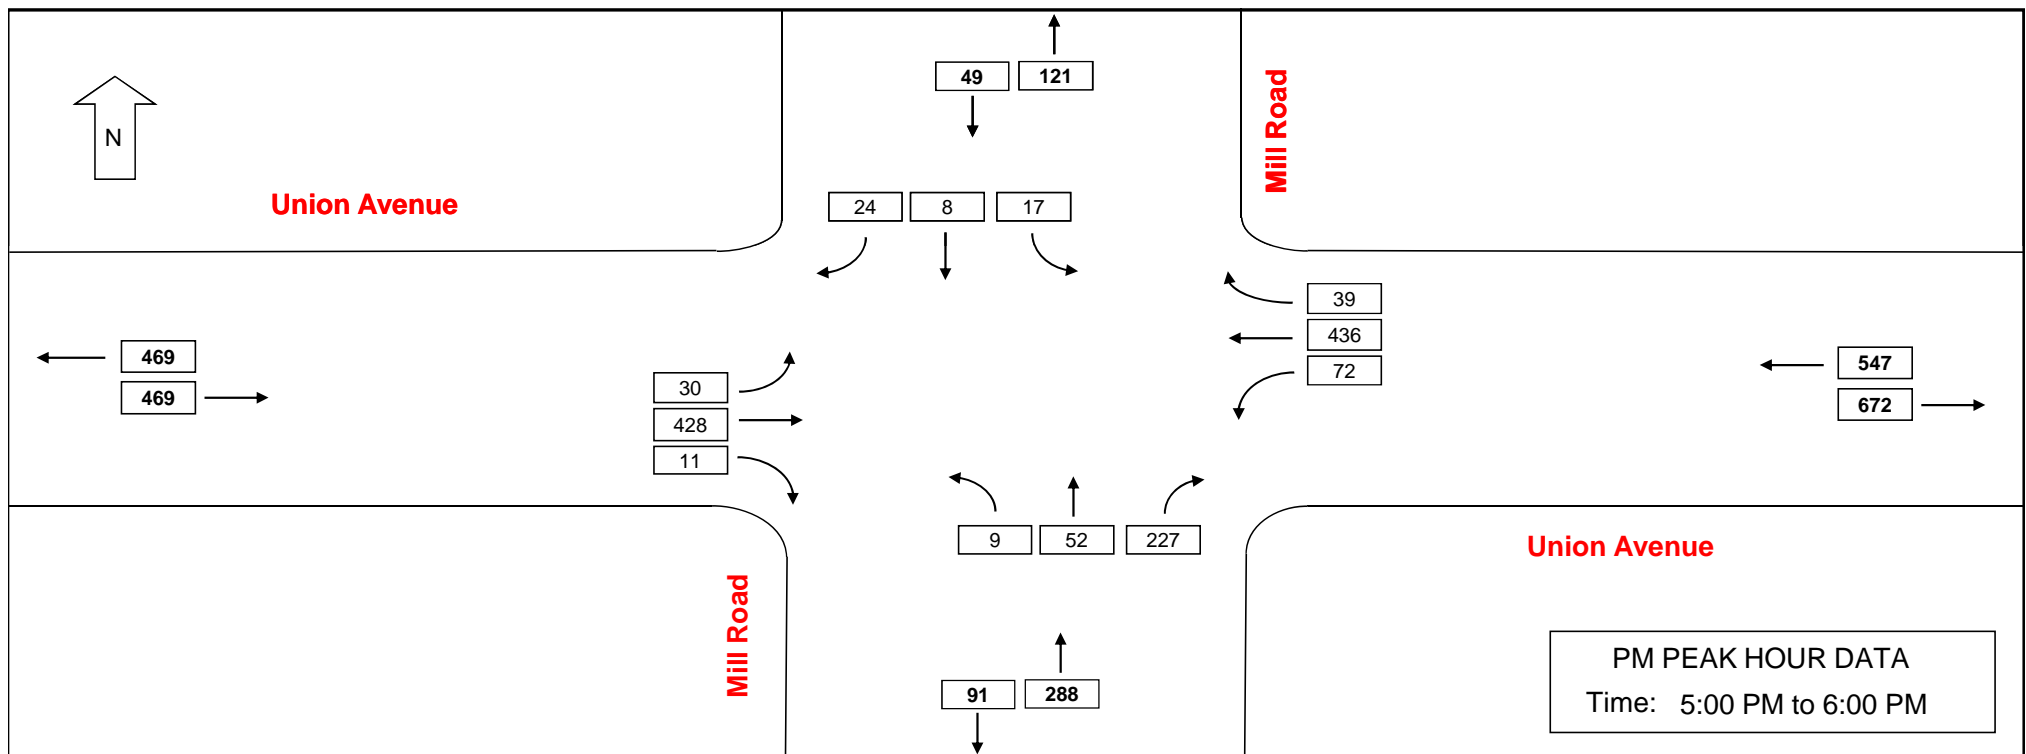 49
121
N
Mill Road
Union Avenue
24
8
17
39
436
72
469
469
547
672
30
428
11
9
52
227
Union Avenue
Mill Road
PM PEAK HOUR DATA
Time: 5:00 PM to 6:00 PM
91
288